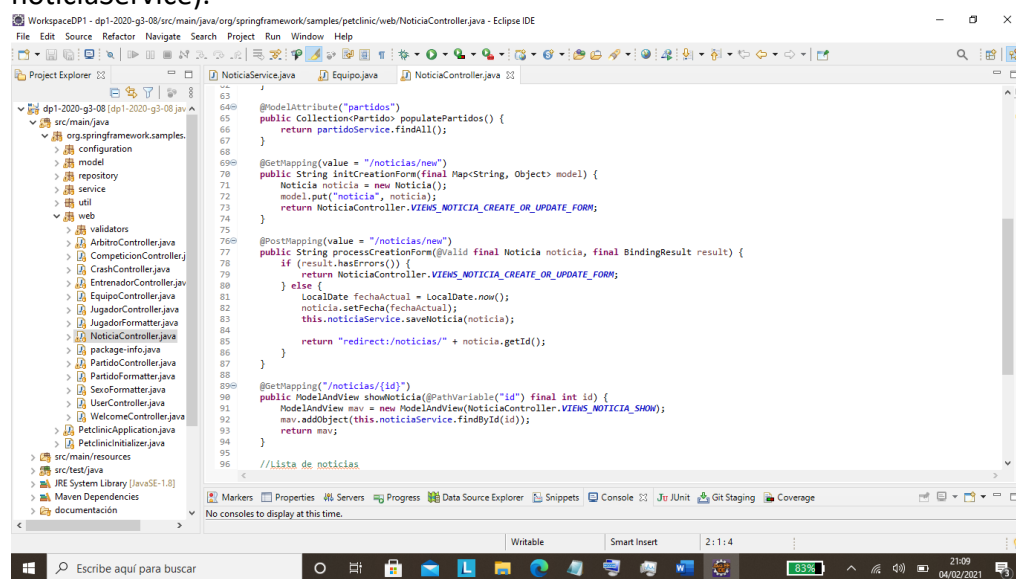 noticiaService).
WorkspaceDP1 - dp1-2020-g3-08/src/main/java/org/springframework/samples/petclinic/web/NoticiaController.java - Eclipse IDE
File Edit Source Refactor Navigate Search Project Run Window Help
Project Explorer
NoticiaService.java Equipo.java NoticiaController.java
dp1-2020-g3-08 [dp1-2020-g3-08 jav
src/main/java
org.springframework.samples.
configuration
model
repository
service
util
web
validators
ArbitroController.java
CompeticionController.j
CrashController.java
EntrenadorController.jav
EquipoController.java
JugadorController.java
JugadorFormatter.java
NoticiaController.java
package-info.java
PartidoController.java
PartidoFormatter.java
SexoFormatter.java
UserController.java
WelcomeController.java
PetclinicApplication.java
PetclinicInitializer.java
src/main/resources
src/test/java
JRE System Library [JavaSE-1.8]
Maven Dependencies
documentación
63
64 @ModelAttribute("partidos")
65 public Collection<Partido> populatePartidos() {
66 return partidoService.findAll();
67 }
68
69 @GetMapping(value = "/noticias/new")
70 public String initCreationForm(final Map<String, Object> model) {
71 Noticia noticia = new Noticia();
72 model.put("noticia", noticia);
73 return NoticiaController.VIEWS_NOTICIA_CREATE_OR_UPDATE_FORM;
74 }
75
76 @PostMapping(value = "/noticias/new")
77 public String processCreationForm(@Valid final Noticia noticia, final BindingResult result) {
78 if (result.hasErrors()) {
79 return NoticiaController.VIEWS_NOTICIA_CREATE_OR_UPDATE_FORM;
80 } else {
81 LocalDate fechaActual = LocalDate.now();
82 noticia.setFecha(fechaActual);
83 this.noticiaService.saveNoticia(noticia);
84
85 return "redirect:/noticias/" + noticia.getId();
86 }
87 }
88
89 @GetMapping("/noticias/{id}")
90 public ModelAndView showNoticia(@PathVariable("id") final int id) {
91 ModelAndView mav = new ModelAndView(NoticiaController.VIEWS_NOTICIA_SHOW);
92 mav.addObject(this.noticiaService.findById(id));
93 return mav;
94 }
95
96 //Lista de noticias
Markers Properties Servers Progress Data Source Explorer Snippets Console JUnit Git Staging Coverage
No consoles to display at this time.
Writable Smart Insert 2 : 1 : 4
Escribe aquí para buscar
83%
21:09
04/02/2021